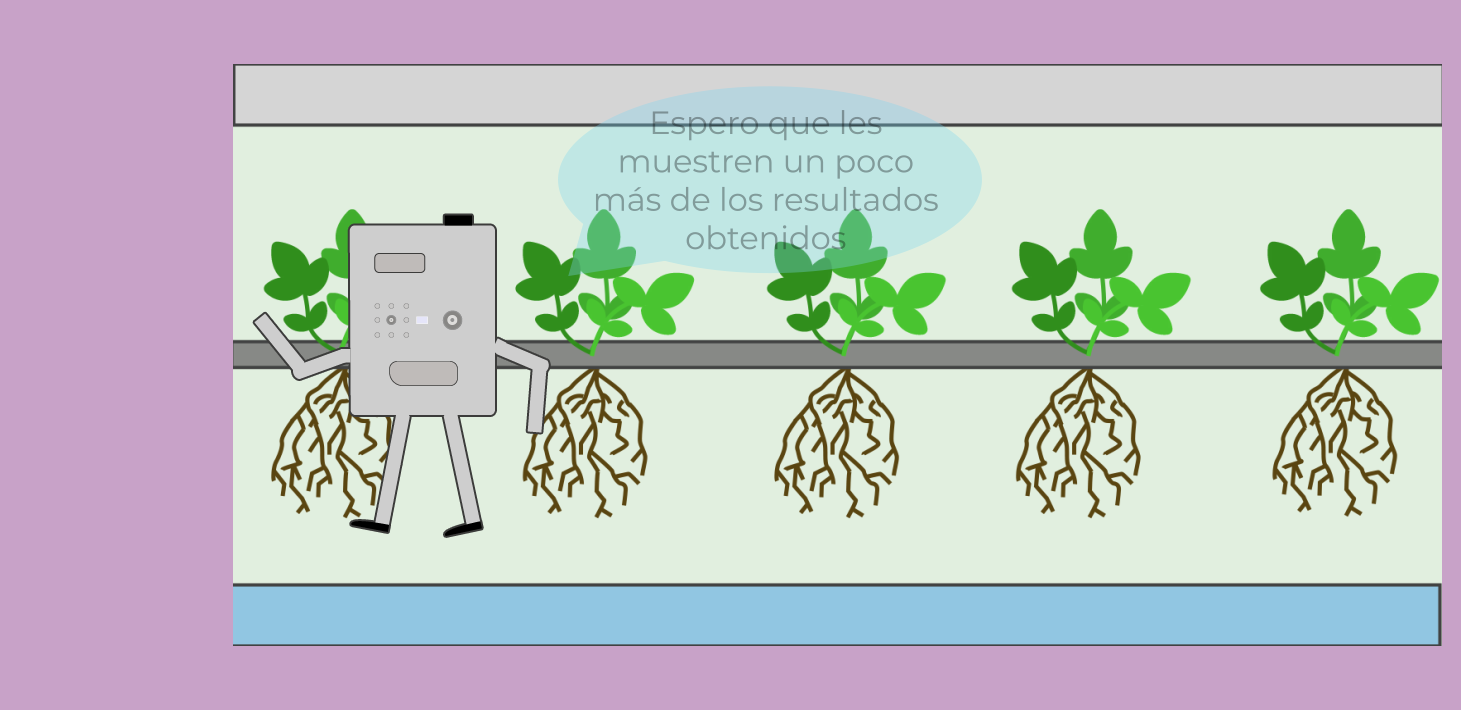 Espero que les
muestren un poco
más de los resultados
obtenidos